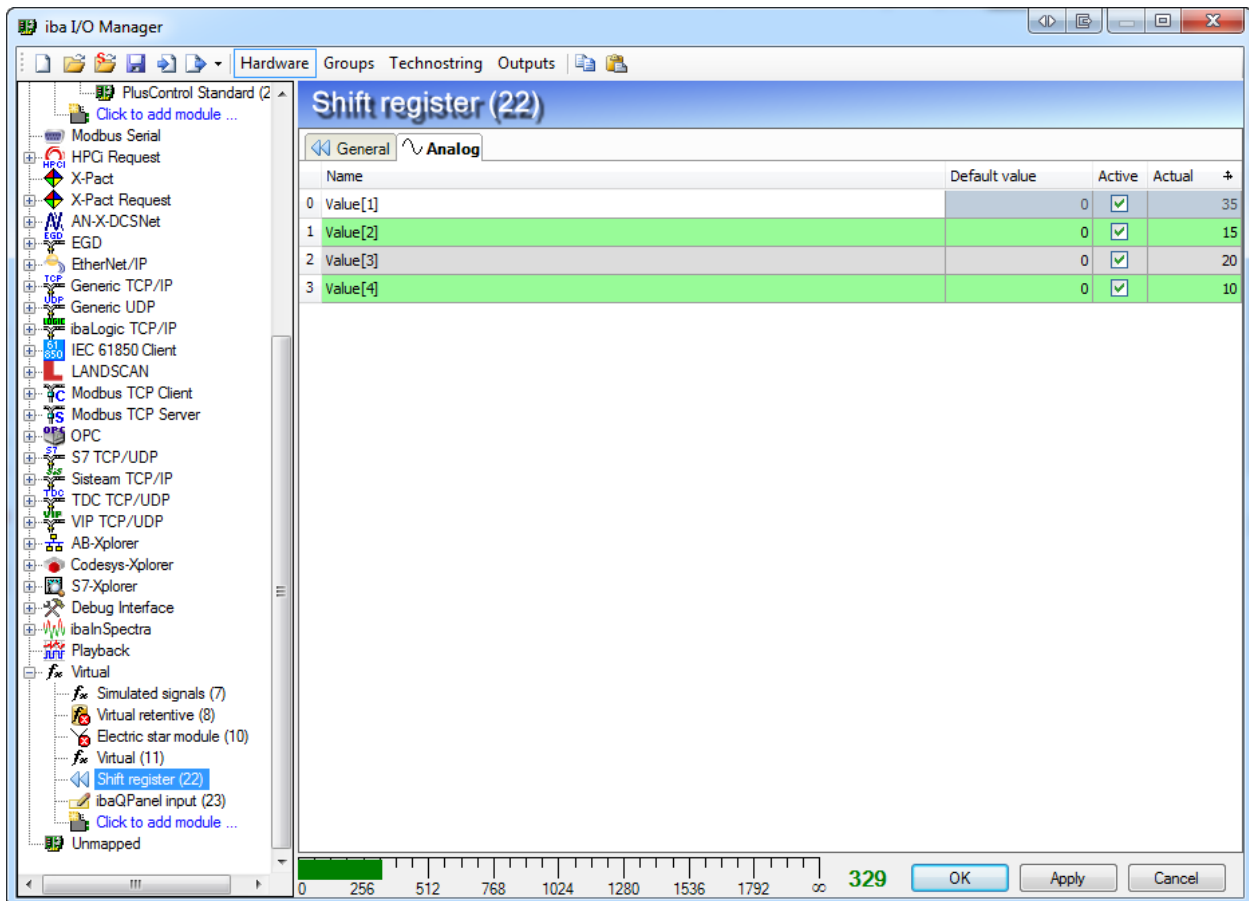 iba I/O Manager
Hardware Groups Technostring Outputs
PlusControl Standard (2
Click to add module ...
Modbus Serial
HPCi Request
X-Pact
X-Pact Request
AN-X-DCSNet
EGD
EtherNet/IP
Generic TCP/IP
Generic UDP
ibaLogic TCP/IP
IEC 61850 Client
LANDSCAN
Modbus TCP Client
Modbus TCP Server
OPC
S7 TCP/UDP
Sisteam TCP/IP
TDC TCP/UDP
VIP TCP/UDP
AB-Xplorer
Codesys-Xplorer
S7-Xplorer
Debug Interface
ibaInSpectra
Playback
Virtual
Simulated signals (7)
Virtual retentive (8)
Electric star module (10)
Virtual (11)
Shift register (22)
ibaQPanel input (23)
Click to add module ...
Unmapped
Shift register (22)
General Analog
Name Default value Active Actual
0 Value[1] 0 35
1 Value[2] 0 15
2 Value[3] 0 20
3 Value[4] 0 10
0 256 512 768 1024 1280 1536 1792 ∞ 329 OK Apply Cancel